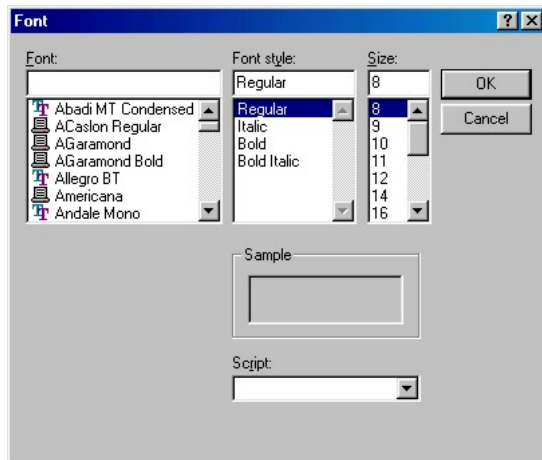 Font
Font:
Font style:
Size:
Regular
8
OK
Cancel
Abadi MT Condensed
ACaslon Regular
AGaramond
AGaramond Bold
Allegro BT
Americana
Andale Mono
Regular
Italic
Bold
Bold Italic
8
9
10
11
12
14
16
Sample
Script: